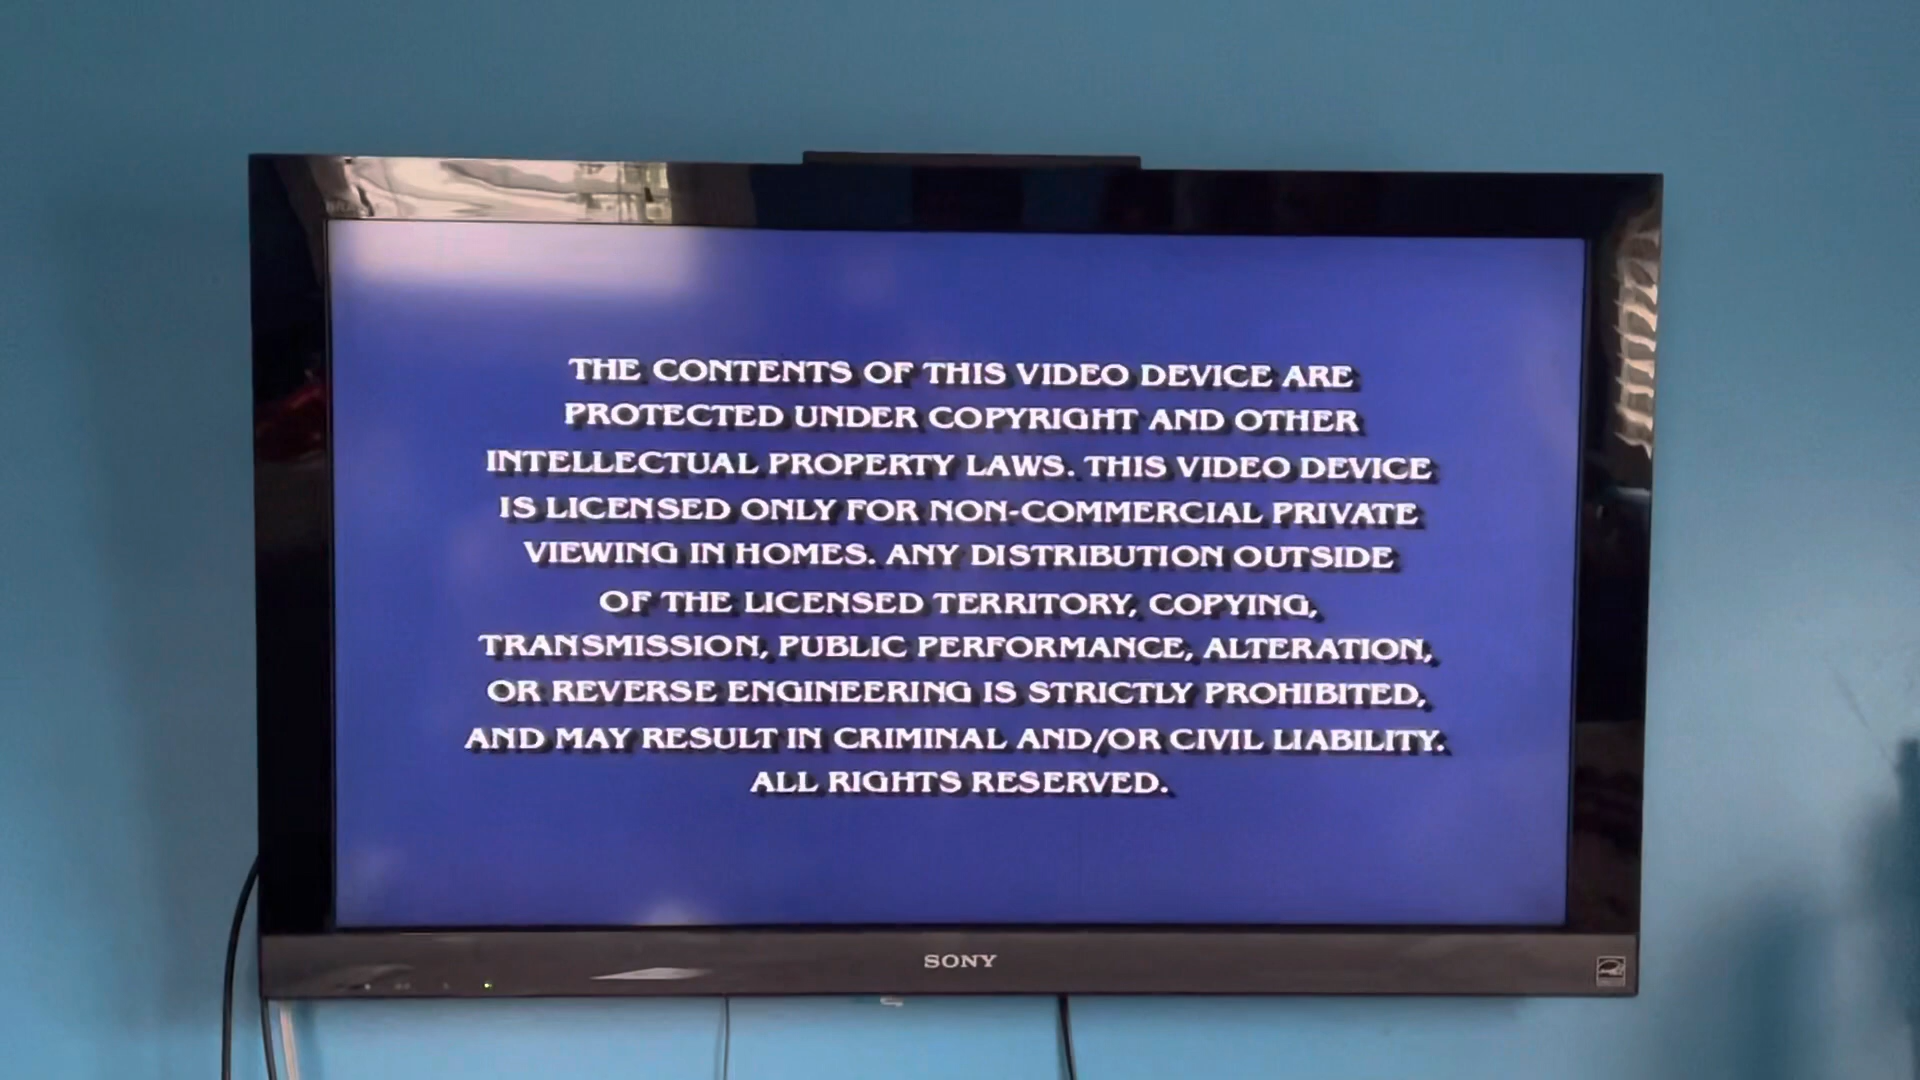 THE CONTENTS OF THIS VIDEO DEVICE ARE
PROTECTED UNDER COPYRIGHT AND OTHER
INTELLECTUAL PROPERTY LAWS. THIS VIDEO DEVICE
IS LICENSED ONLY FOR NON-COMMERCIAL PRIVATE
VIEWING IN HOMES. ANY DISTRIBUTION OUTSIDE
OF THE LICENSED TERRITORY, COPYING,
TRANSMISSION, PUBLIC PERFORMANCE, ALTERATION,
OR REVERSE ENGINEERING IS STRICTLY PROHIBITED,
AND MAY RESULT IN CRIMINAL AND/OR CIVIL LIABILITY.
ALL RIGHTS RESERVED.
SONY